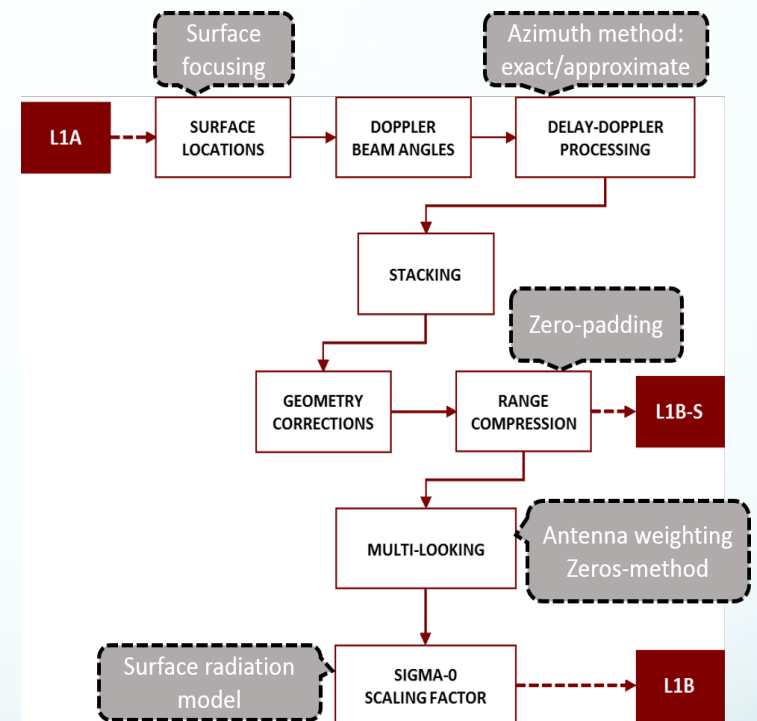 Surface
focusing
Azimuth method:
exact/approximate
L1A
SURFACE
LOCATIONS
DOPPLER
BEAM ANGLES
DELAY-DOPPLER
PROCESSING
STACKING
Zero-padding
GEOMETRY
CORRECTIONS
RANGE
COMPRESSION
L1B-S
MULTI-LOOKING
Antenna weighting
Zeros-method
Surface radiation
model
SIGMA-0
SCALING FACTOR
L1B